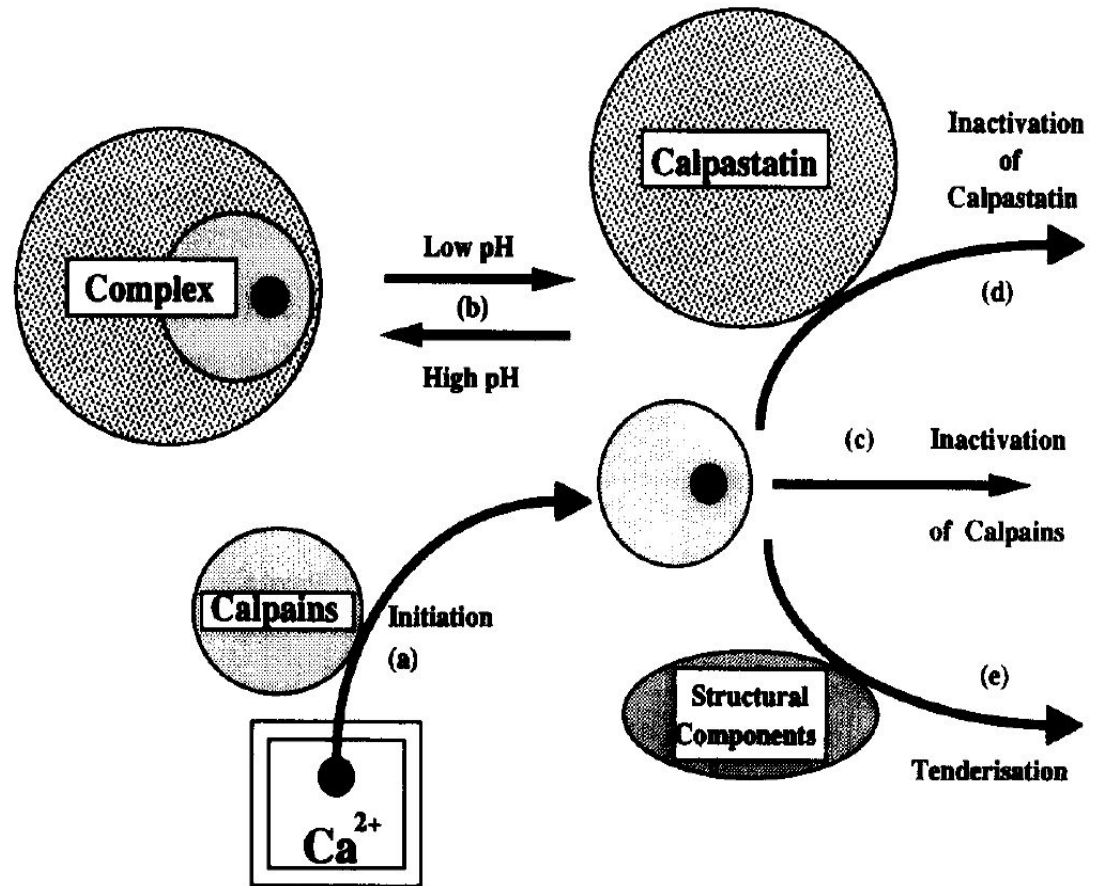 Complex
Low pH
(b)
High pH
Calpastatin
Inactivation
of
Calpastatin
(d)
(c) Inactivation
of Calpains
Calpains
Initiation
(a)
Ca2+
Structural
Components
(e)
Tenderisation